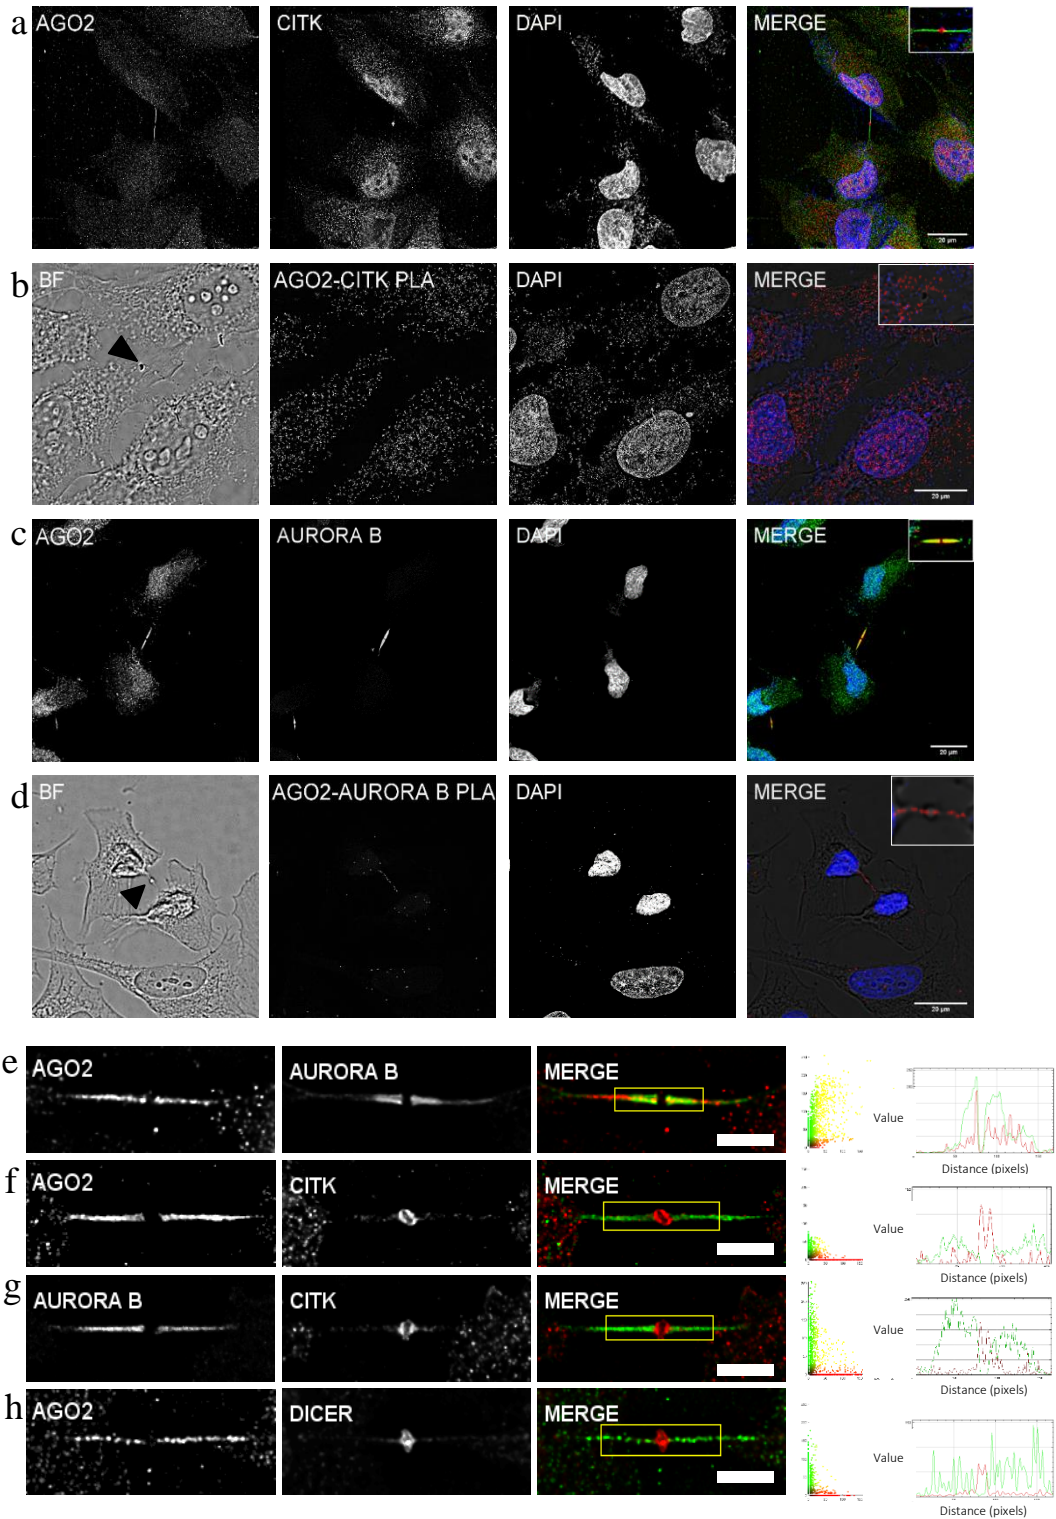 a AGO2 CITK DAPI MERGE
20 µm
b BF AGO2-CITK PLA DAPI MERGE
20 µm
c AGO2 AURORA B DAPI MERGE
20 µm
d BF AGO2-AURORA B PLA DAPI MERGE
20 µm
e AGO2 AURORA B MERGE
Value
Distance (pixels)
f AGO2 CITK MERGE
Value
Distance (pixels)
g AURORA B CITK MERGE
Value
Distance (pixels)
h AGO2 DICER MERGE
Value
Distance (pixels)